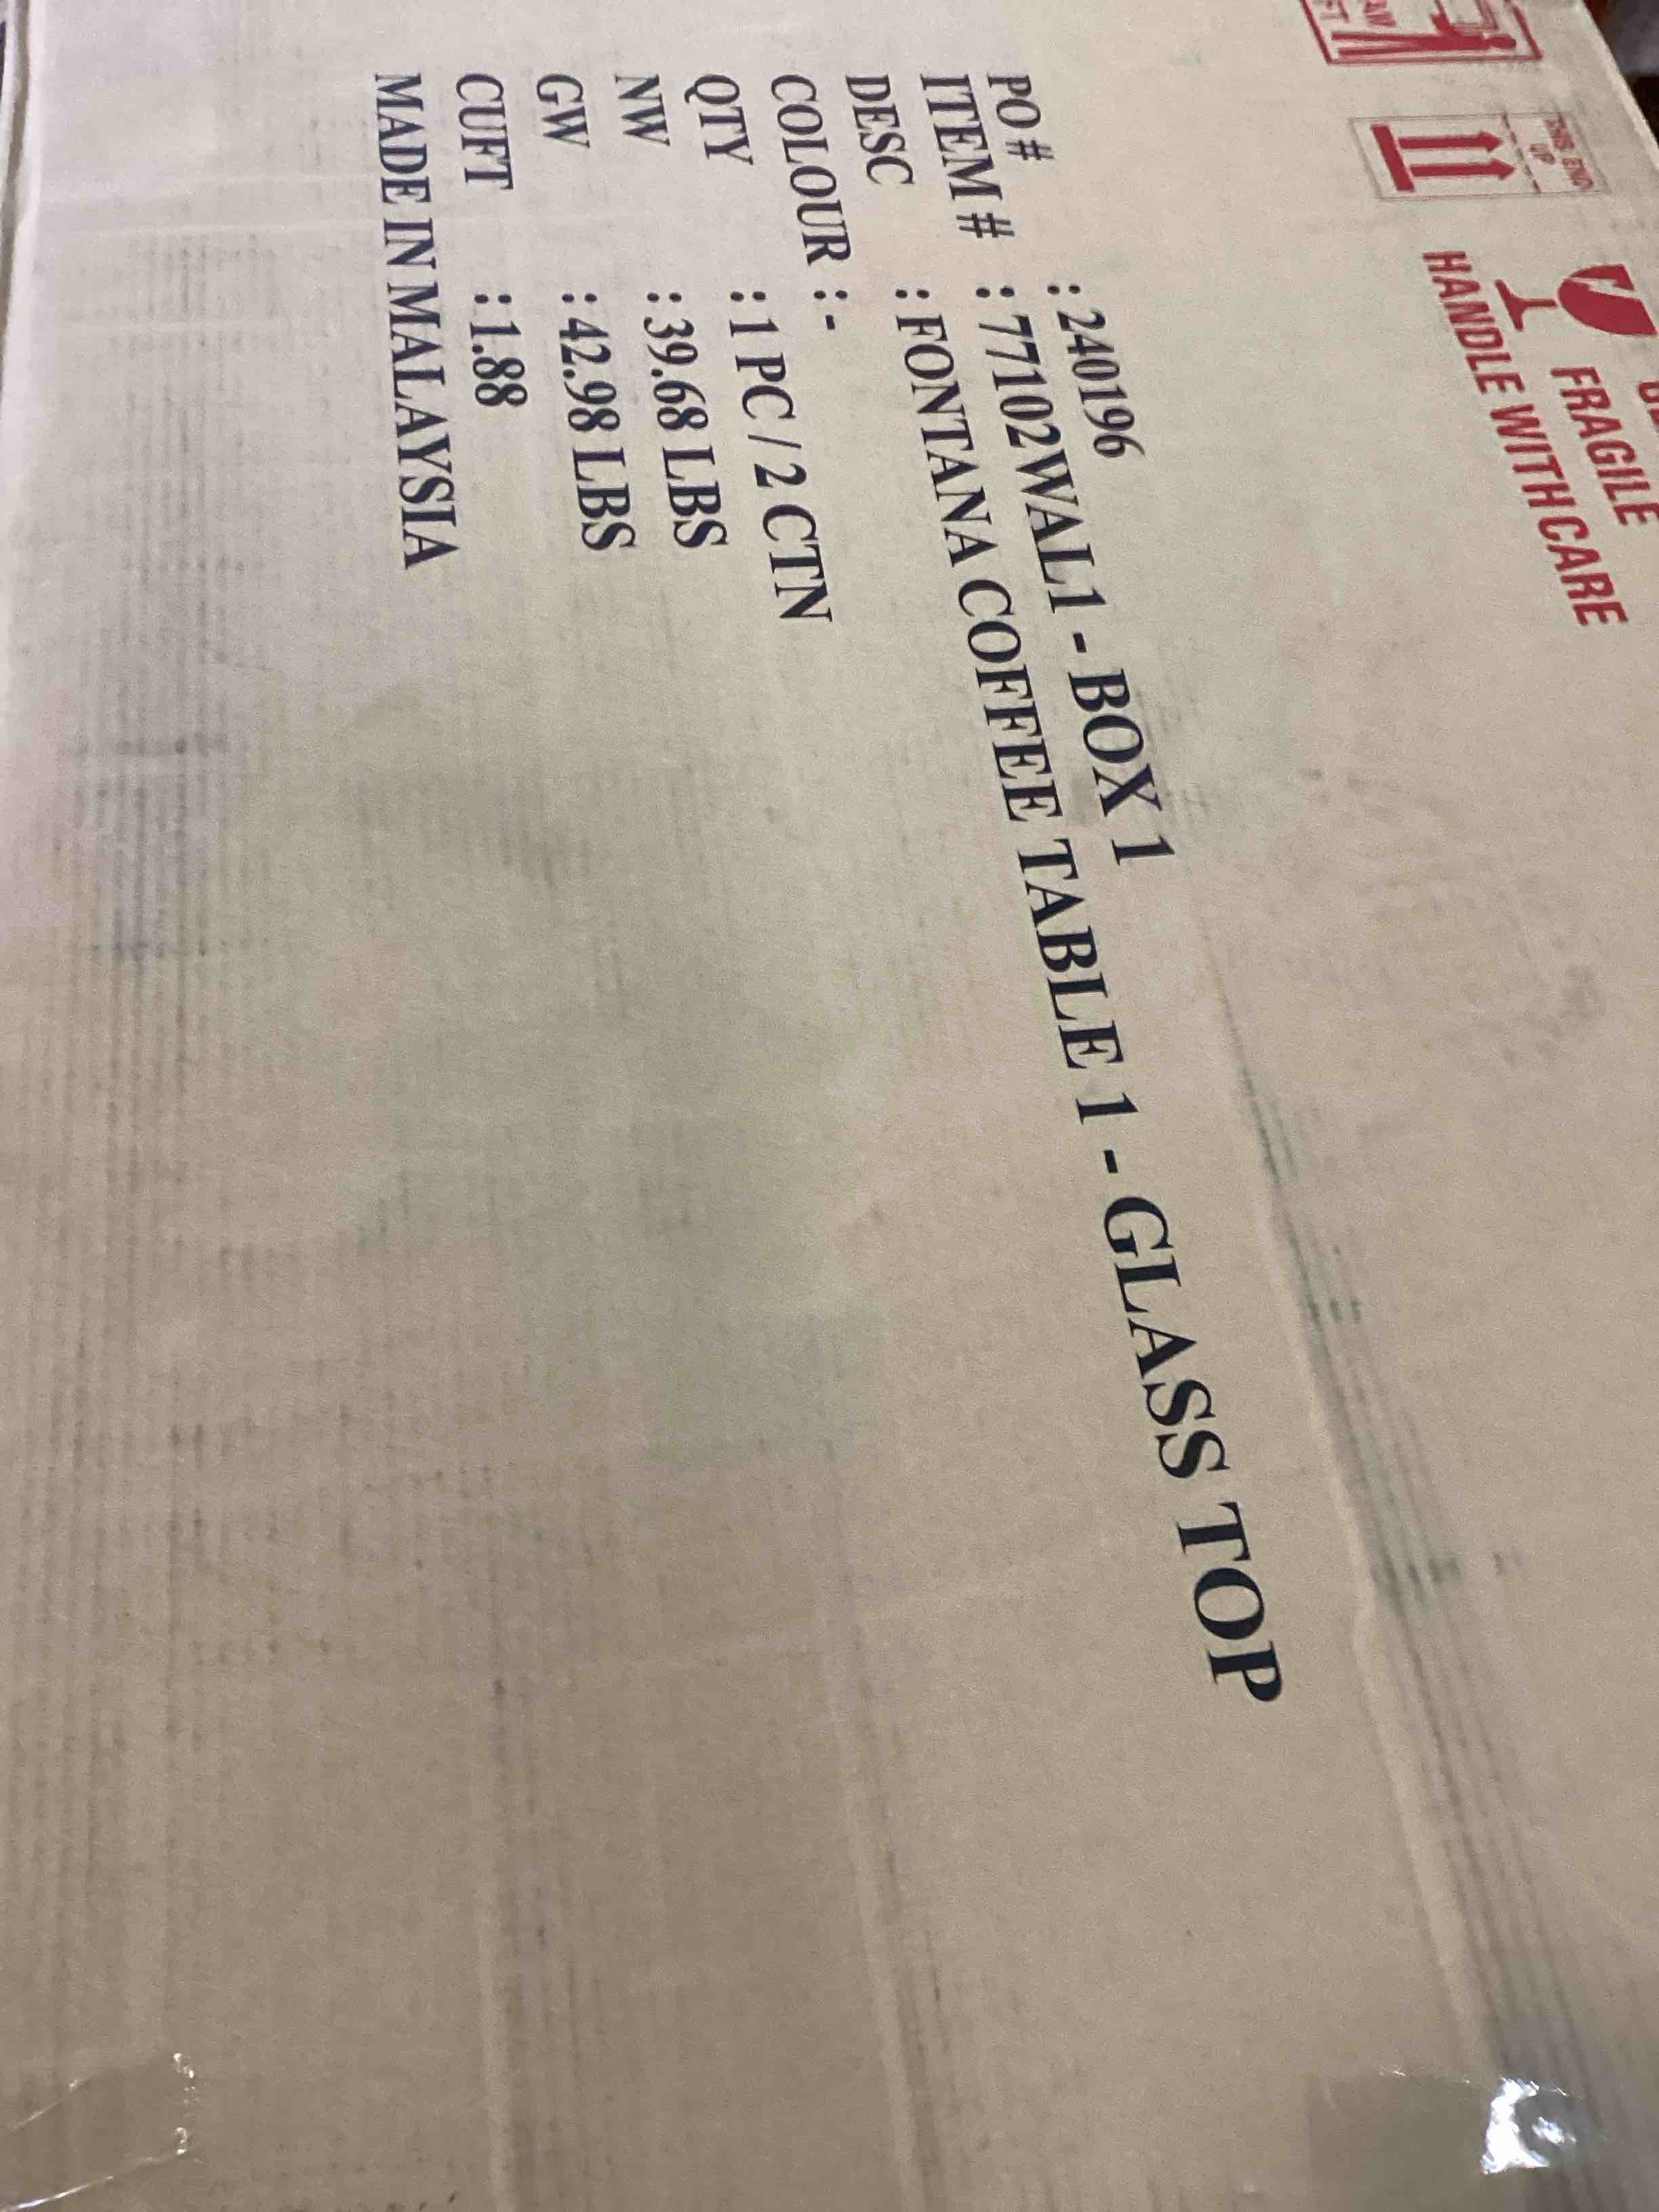 THIS END
UP
FRAGILE
HANDLE WITH CARE
PO # : 240196
ITEM # : 77102WAL1 - BOX 1
DESC : FONTANA COFFEE TABLE 1 - GLASS TOP
COLOUR : -
QTY : 1 PC / 2 CTN
NW : 39.68 LBS
GW : 42.98 LBS
CUFT : 1.88
MADE IN MALAYSIA